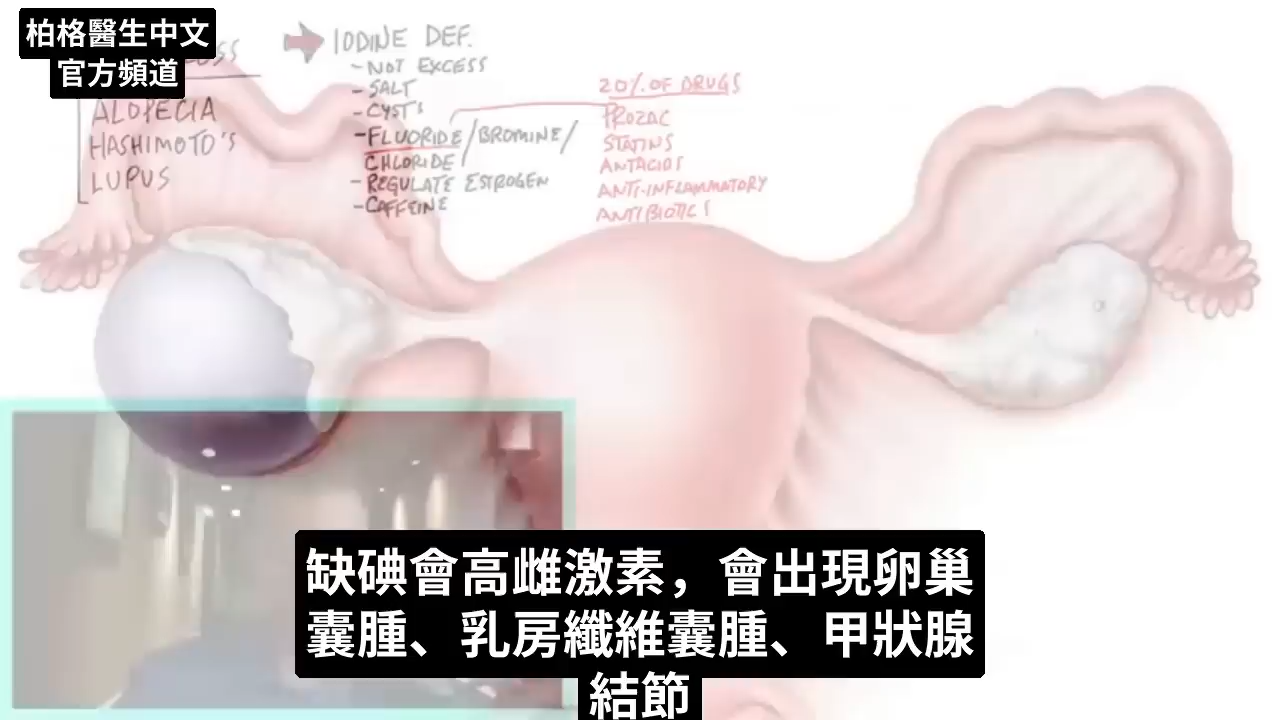 柏格醫生中文
官方頻道
ALOPECIA
HASHIMOTO'S
LUPUS
IODINE DEF.
- NOT EXCESS
- SALT
- CYSTS
- FLUORIDE / BROMINE /
CHLORIDE
- REGULATE ESTROGEN
- CAFFEINE
20% OF DRUGS
PROZAC
STATINS
ANTACIDS
ANTI-INFLAMMATORY
ANTIBIOTICS
缺碘會高雌激素，會出現卵巢
囊腫、乳房纖維囊腫、甲狀腺
結節